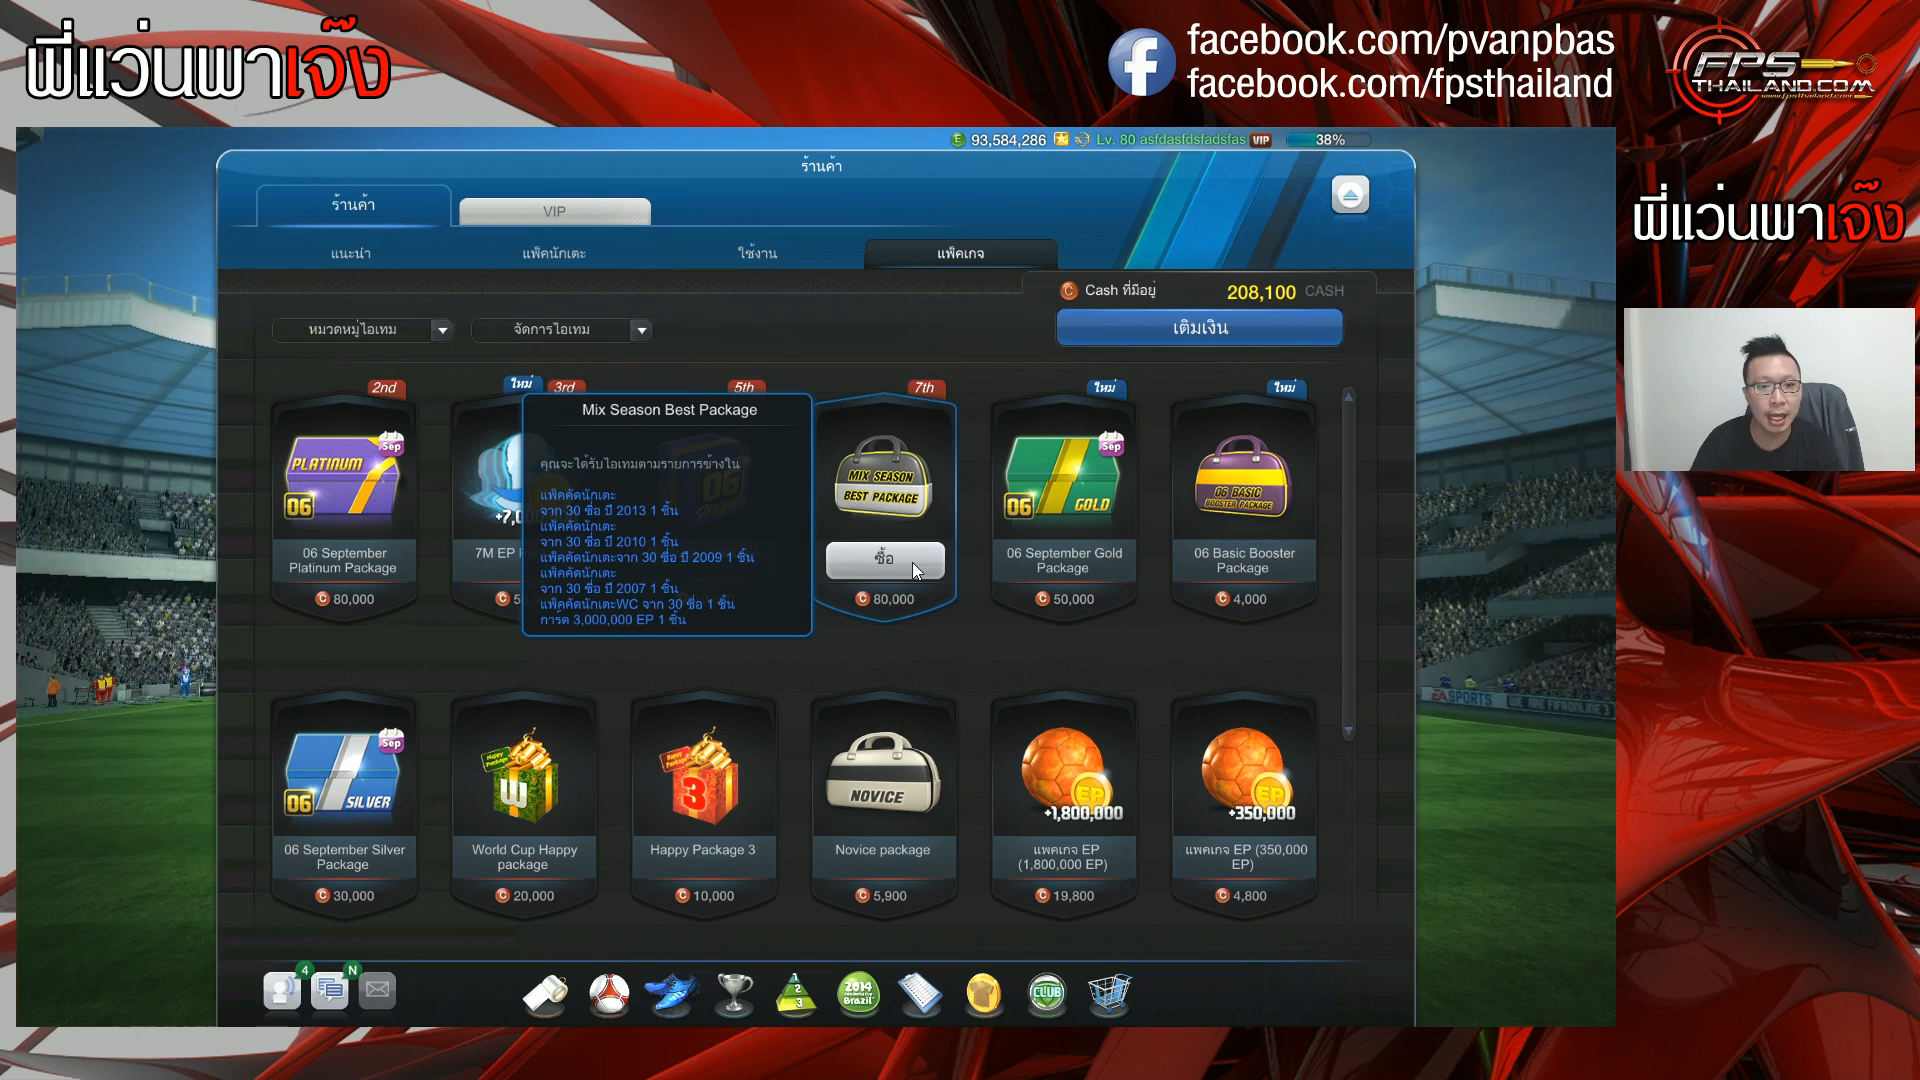 พี่แว่นพาเจ๊ง
facebook.com/pvanpbas
facebook.com/fpsthailand
FPS
THAILAND.COM
www.fpsthailand.com
พี่แว่นพาเจ๊ง
93,584,286
Lv. 80 asfdasfdsfadsfas VIP 38%
ร้านค้า
ร้านค้า
VIP
แนะนำ
แพ็คนักเตะ
ใช้งาน
แพ็คเกจ
Cash ที่มีอยู่ 208,100 CASH
เติมเงิน
หมวดหมู่ไอเทม
จัดการไอเทม
2nd
ใหม่
3rd
5th
7th
ใหม่
ใหม่
Mix Season Best Package
คุณจะได้รับไอเทมตามรายการข้างใน
แพ็คคัดนักเตะ
จาก 30 ชื่อ ปี 2013 1 ชิ้น
แพ็คคัดนักเตะ
จาก 30 ชื่อ ปี 2010 1 ชิ้น
แพ็คคัดนักเตะจาก 30 ชื่อ ปี 2009 1 ชิ้น
แพ็คคัดนักเตะ
จาก 30 ชื่อ ปี 2007 1 ชิ้น
แพ็คคัดนักเตะWC จาก 30 ชื่อ 1 ชิ้น
การ์ด 3,000,000 EP 1 ชิ้น
PLATINUM
Sep
06
06 September
Platinum Package
80,000
+7,0
7M EP
MIX SEASON
BEST PACKAGE
ซื้อ
80,000
Sep
06 GOLD
06 September Gold
Package
50,000
06 BASIC
BOOSTER PACKAGE
06 Basic Booster
Package
4,000
Sep
06 SILVER
06 September Silver
Package
30,000
Happy Package
W
World Cup Happy
package
20,000
Happy Package
3
Happy Package 3
10,000
NOVICE
Novice package
5,900
EP
+1,800,000
แพคเกจ EP
(1,800,000 EP)
19,800
EP
+350,000
แพคเกจ EP (350,000
EP)
4,800
EA SPORTS
4
N
1
2
3
2014
Brazil
CLUB